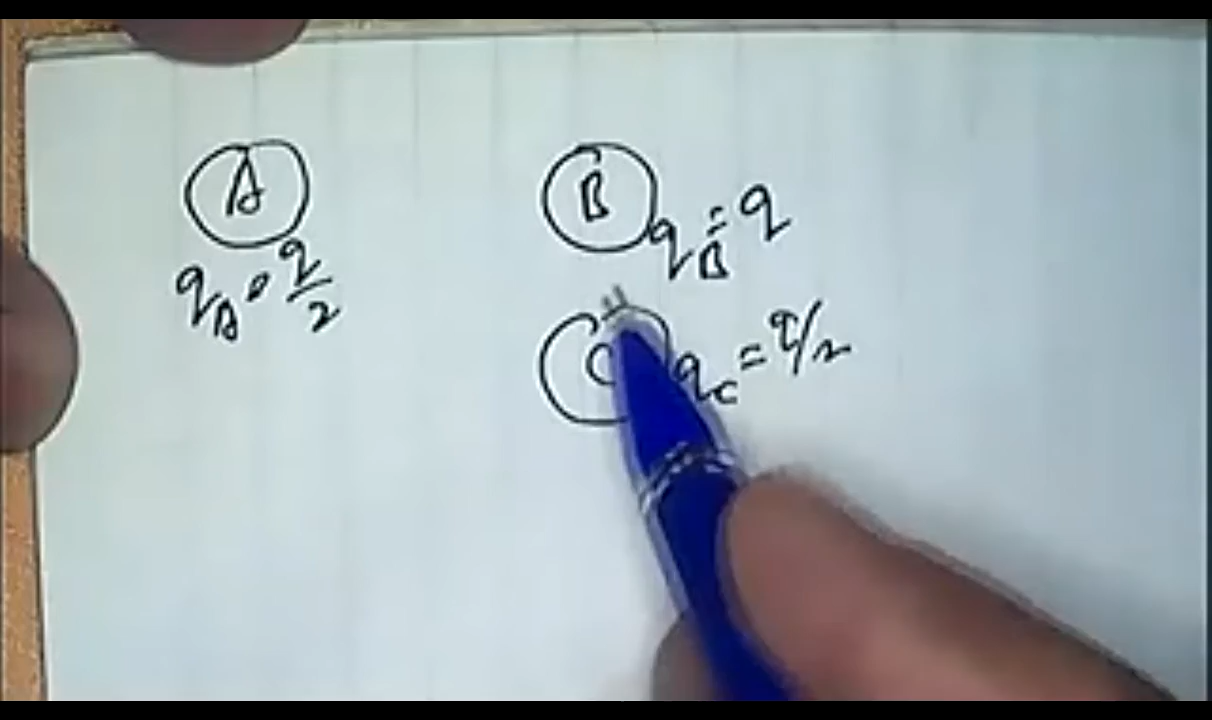 A
q_A = q/2
B
q_B = q
C
q_C = q/2